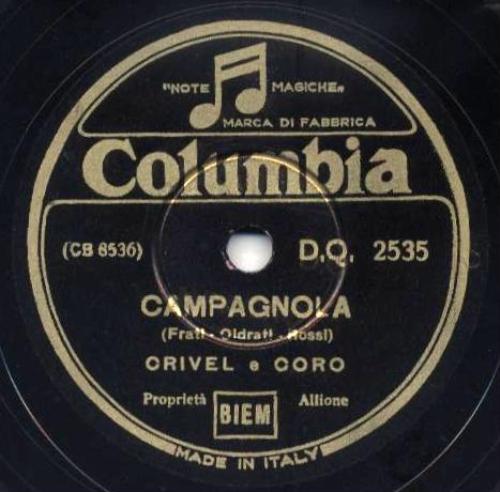 "NOTE MAGICHE"
MARCA DI FABBRICA
Columbia
(CB 8536) D.Q. 2535
CAMPAGNOLA
(Frati - Oldrati - Rossi)
CRIVEL e CORO
Proprietà BIEM Allione
MADE IN ITALY